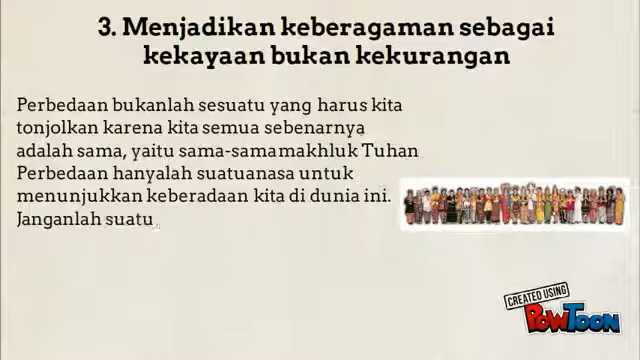 3. Menjadikan keberagaman sebagai
kekayaan bukan kekurangan
Perbedaan bukanlah sesuatu yang harus kita
tonjolkan karena kita semua sebenarnya
adalah sama, yaitu sama-samamakhluk Tuhan
Perbedaan hanyalah suatuanasa untuk
menunjukkan keberadaan kita di dunia ini.
Janganlah suatu
CREATED USING
POWTOON